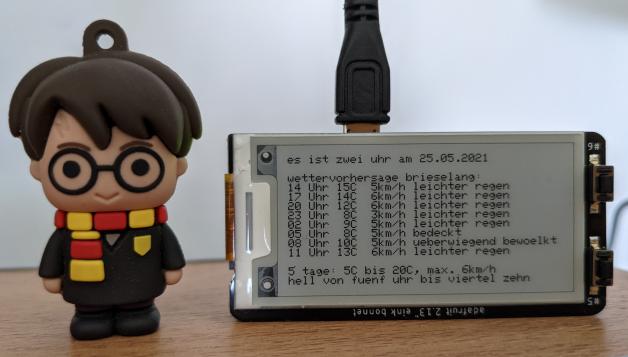 es ist zwei uhr am 25.05.2021
wettervorhersage brieselang:
14 Uhr 15C 5km/h leichter regen
17 Uhr 14C 6km/h leichter regen
20 Uhr 12C 6km/h leichter regen
23 Uhr 8C 3km/h leichter regen
02 Uhr 9C 5km/h leichter regen
05 Uhr 8C 5km/h bedeckt
08 Uhr 10C 5km/h ueberwiegend bewoelkt
11 Uhr 13C 6km/h leichter regen
5 tage: 5C bis 20C, max. 6km/h
hell von fuenf uhr bis viertel zehn
#6
#5
adafruit 2.13" eink bonnet